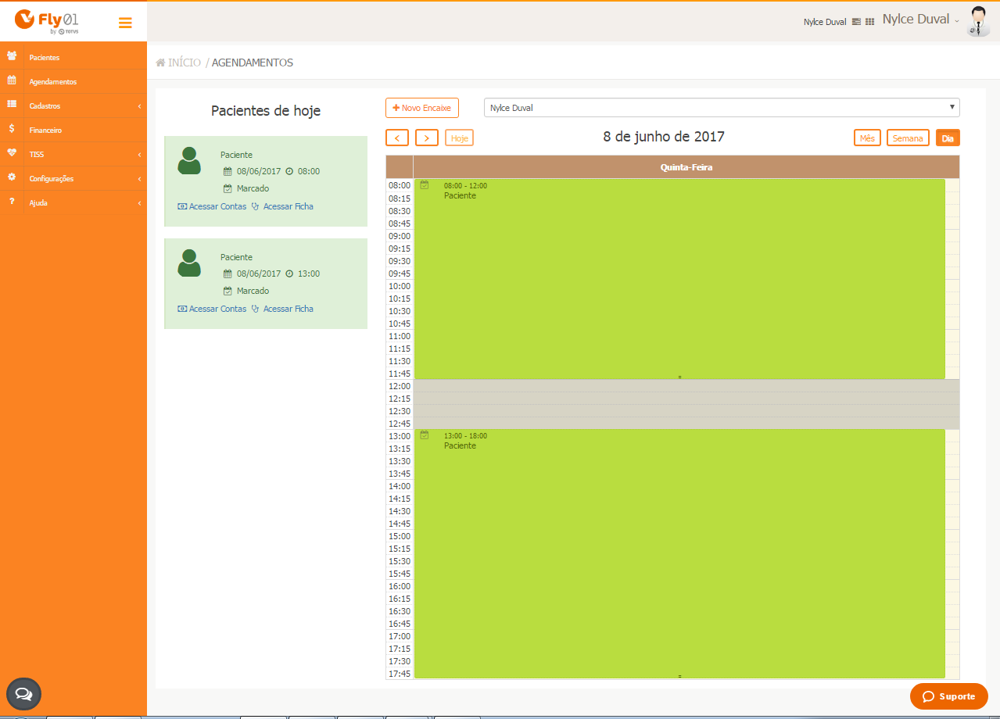 Fly01
by TOTVS
Nylce Duval
Nylce Duval
Pacientes
Agendamentos
Cadastros
Financeiro
TISS
Configurações
Ajuda
INÍCIO / AGENDAMENTOS
Pacientes de hoje
Paciente
08/06/2017 08:00
Marcado
Acessar Contas Acessar Ficha
Paciente
08/06/2017 13:00
Marcado
Acessar Contas Acessar Ficha
+ Novo Encaixe
Nylce Duval
< > Hoje
8 de junho de 2017
Mês Semana Dia
Quinta-Feira
08:00 08:00 - 12:00
Paciente
08:15
08:30
08:45
09:00
09:15
09:30
09:45
10:00
10:15
10:30
10:45
11:00
11:15
11:30
11:45
12:00
12:15
12:30
12:45
13:00 13:00 - 18:00
Paciente
13:15
13:30
13:45
14:00
14:15
14:30
14:45
15:00
15:15
15:30
15:45
16:00
16:15
16:30
16:45
17:00
17:15
17:30
17:45
Suporte